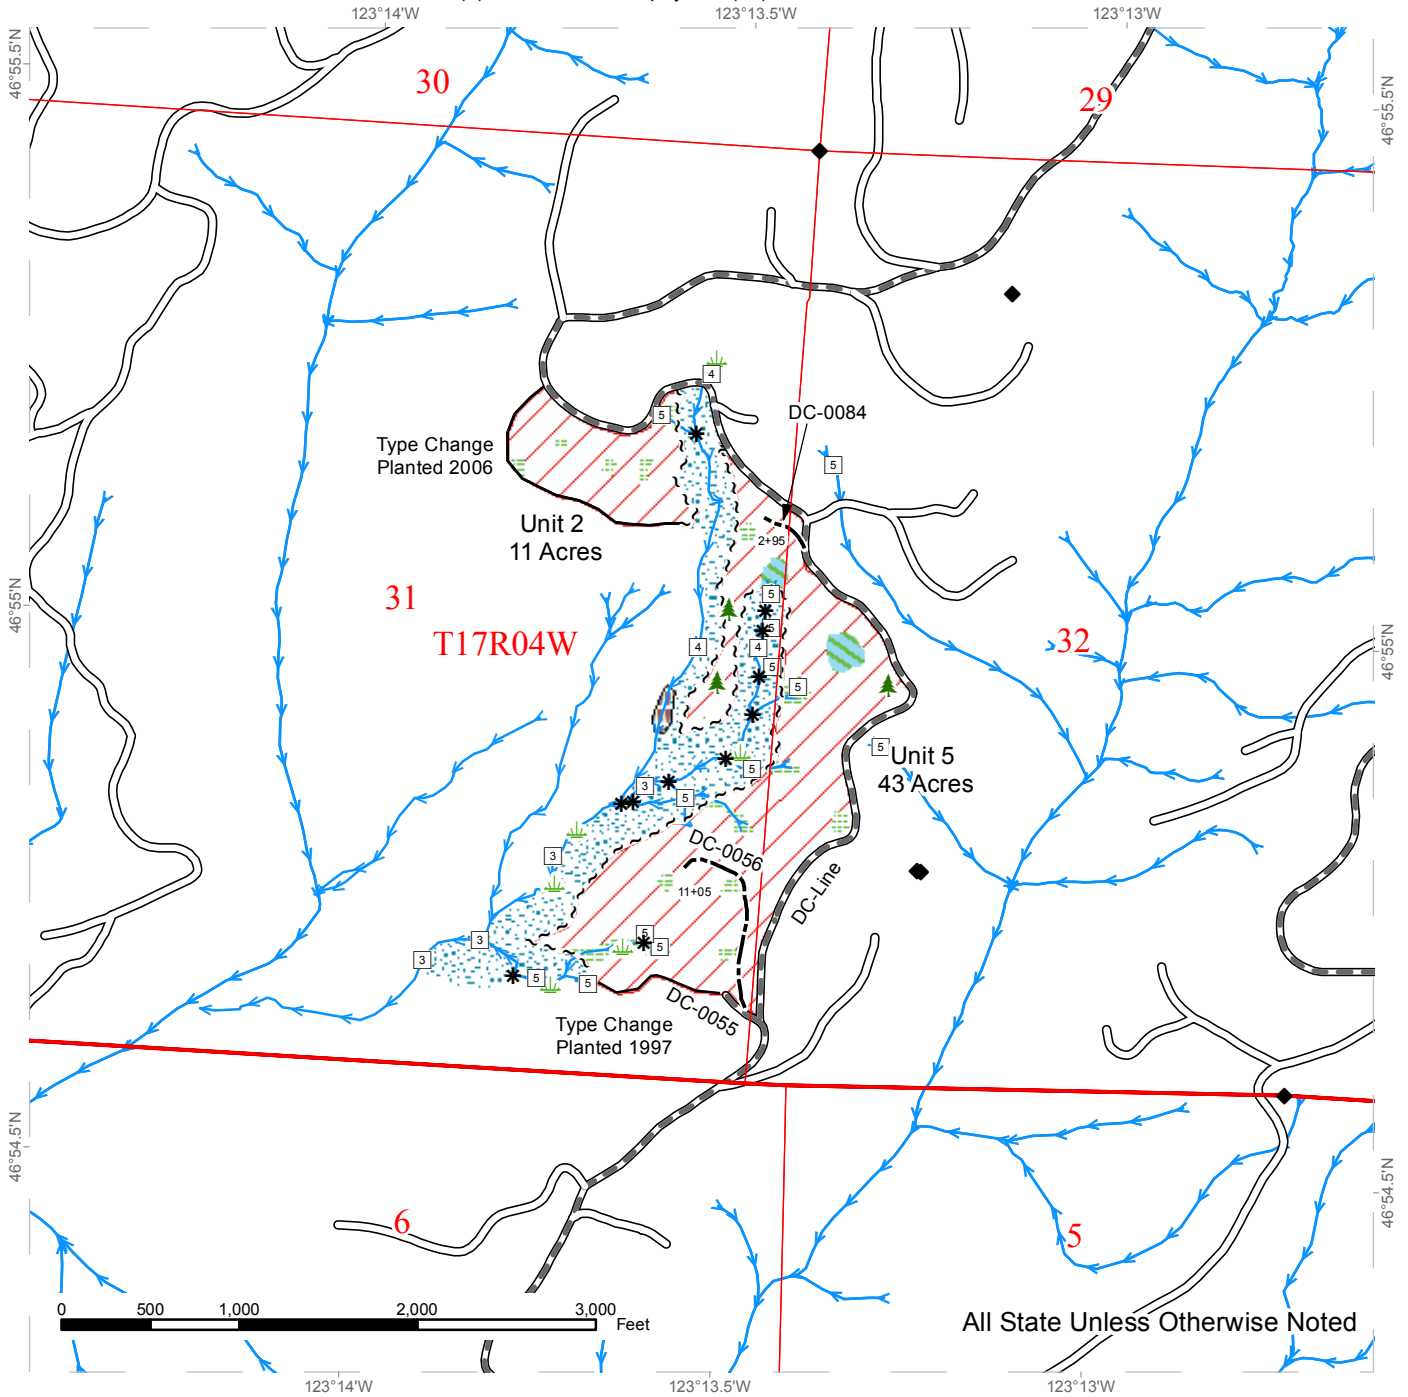 123°14'W
123°13.5'W
123°13'W
46°55.5'N
46°55.5'N
30
29
4
5
DC-0084
Type Change
Planted 2006
5
Unit 2
11 Acres
2+95
5
46°55'N
46°55'N
31
5
32
T17R04W
4
4
5
5
5
Unit 5
43 Acres
5
3
5
DC-0056
3
11+05
DC-Line
5
5
3
3
5
5
DC-0055
Type Change
Planted 1997
46°54.5'N
46°54.5'N
6
5
0 500 1,000 2,000 3,000
Feet
All State Unless Otherwise Noted
123°14'W
123°13.5'W
123°13'W